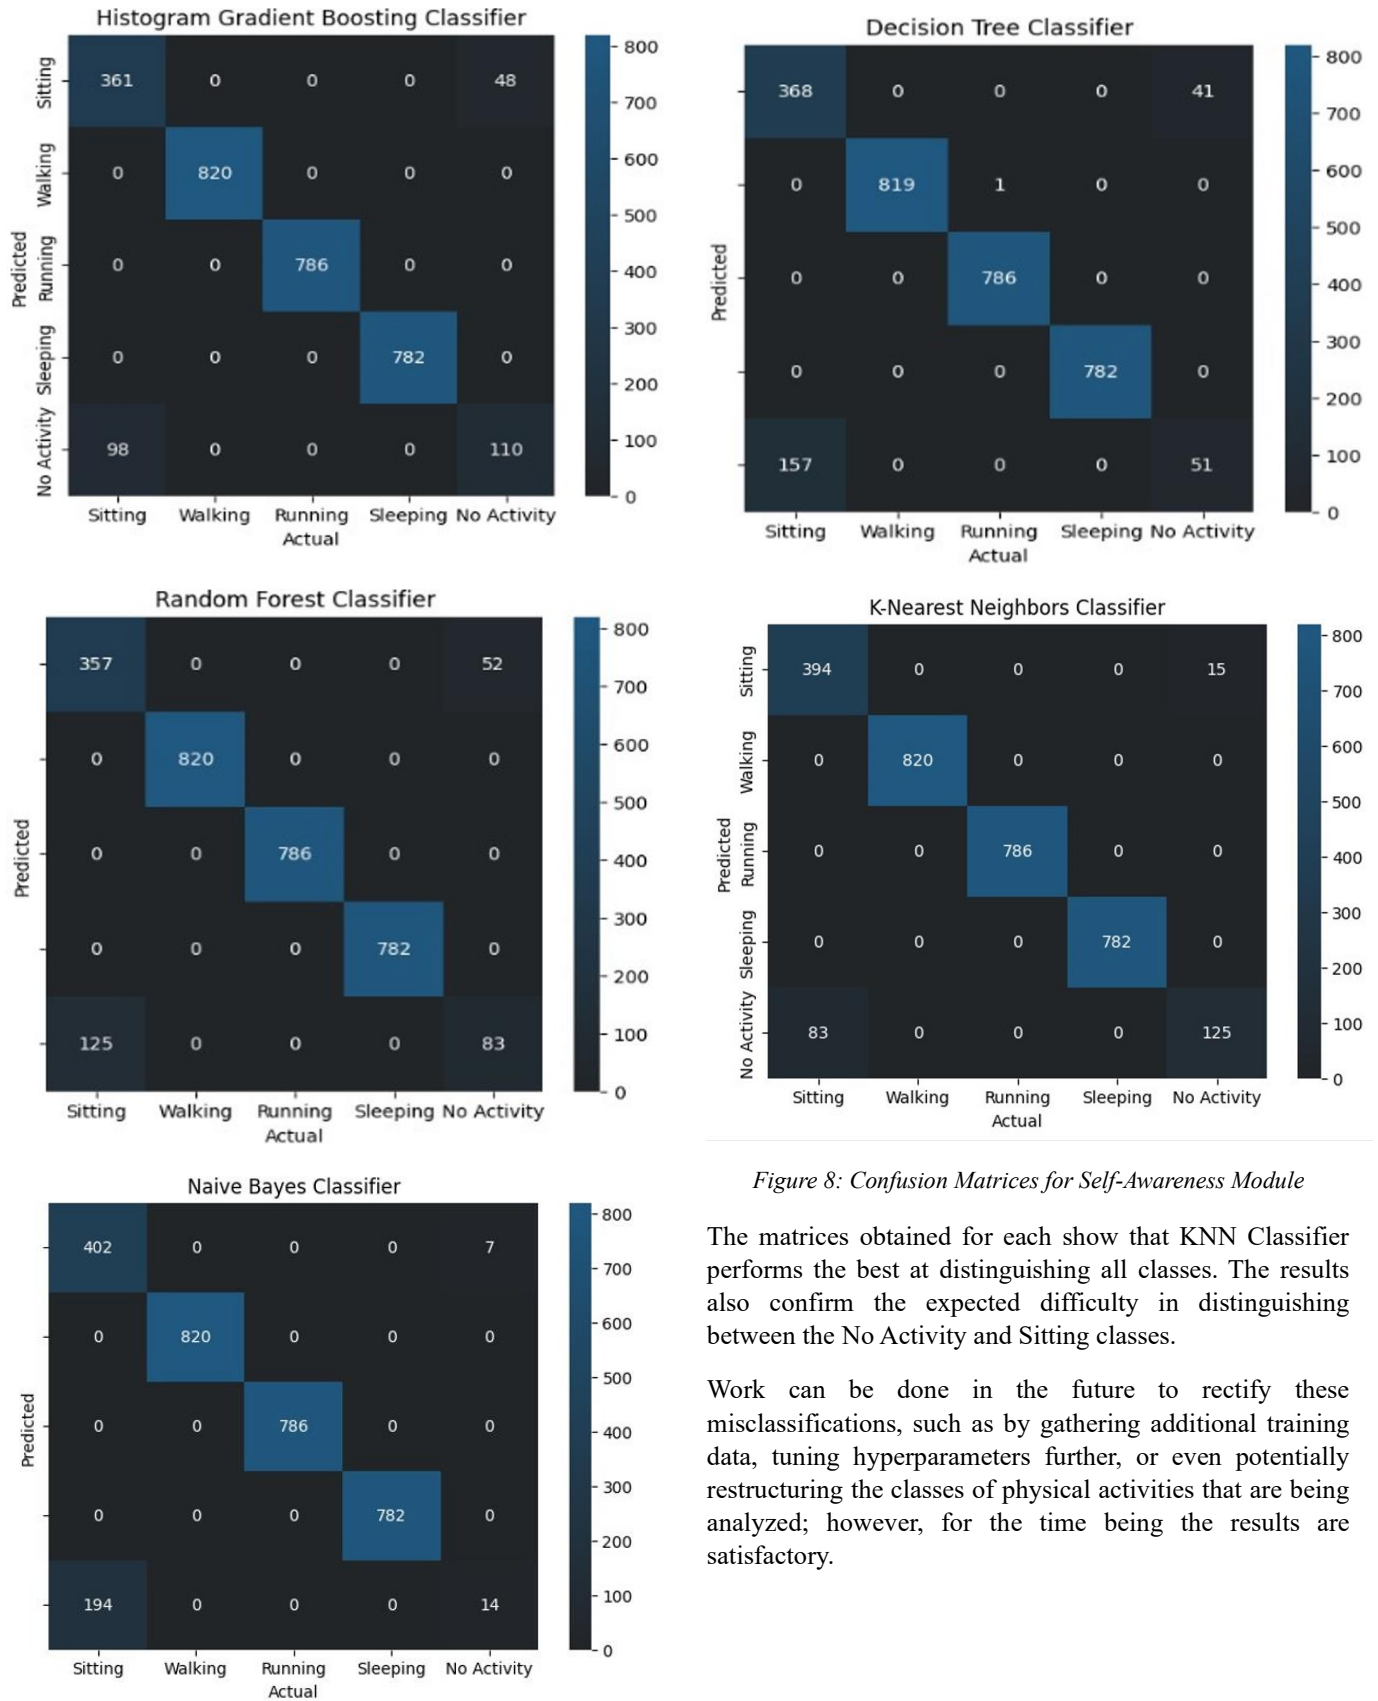 Histogram Gradient Boosting Classifier
Predicted
Sitting 361 0 0 0 48
Walking 0 820 0 0 0
Running 0 0 786 0 0
Sleeping 0 0 0 782 0
No Activity 98 0 0 0 110
Sitting Walking Running Sleeping No Activity
Actual
800
700
600
500
400
300
200
100
0
Decision Tree Classifier
Predicted
368 0 0 0 41
0 819 1 0 0
0 0 786 0 0
0 0 0 782 0
157 0 0 0 51
Sitting Walking Running Sleeping No Activity
Actual
800
700
600
500
400
300
200
100
0
Random Forest Classifier
Predicted
357 0 0 0 52
0 820 0 0 0
0 0 786 0 0
0 0 0 782 0
125 0 0 0 83
Sitting Walking Running Sleeping No Activity
Actual
800
700
600
500
400
300
200
100
0
K-Nearest Neighbors Classifier
Predicted
Sitting 394 0 0 0 15
Walking 0 820 0 0 0
Running 0 0 786 0 0
Sleeping 0 0 0 782 0
No Activity 83 0 0 0 125
Sitting Walking Running Sleeping No Activity
Actual
800
700
600
500
400
300
200
100
0
Naive Bayes Classifier
Predicted
402 0 0 0 7
0 820 0 0 0
0 0 786 0 0
0 0 0 782 0
194 0 0 0 14
Sitting Walking Running Sleeping No Activity
Actual
800
700
600
500
400
300
200
100
0
Figure 8: Confusion Matrices for Self-Awareness Module
The matrices obtained for each show that KNN Classifier
performs the best at distinguishing all classes. The results
also confirm the expected difficulty in distinguishing
between the No Activity and Sitting classes.
Work can be done in the future to rectify these
misclassifications, such as by gathering additional training
data, tuning hyperparameters further, or even potentially
restructuring the classes of physical activities that are being
analyzed; however, for the time being the results are
satisfactory.